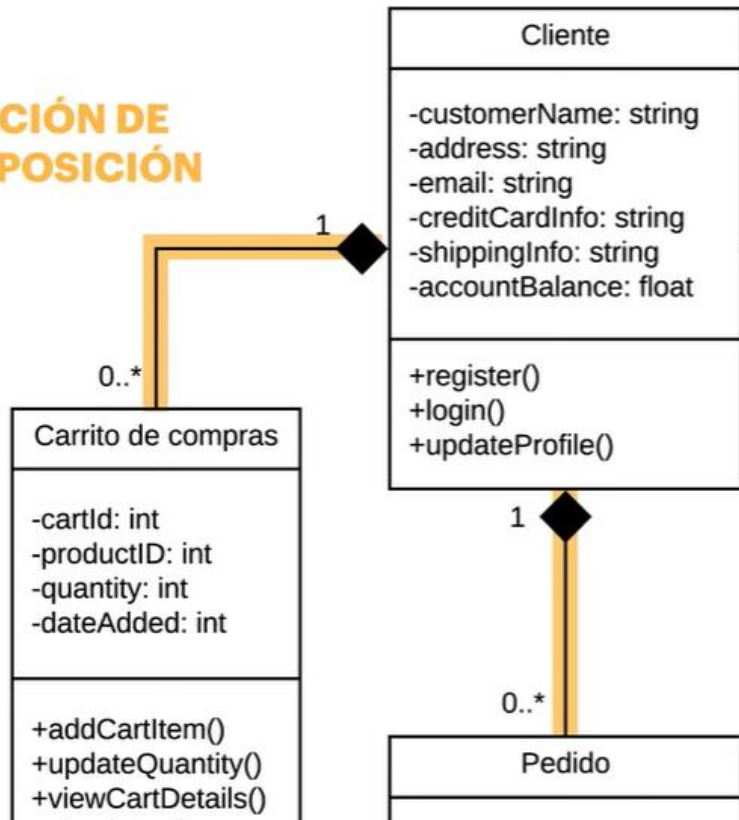 CIÓN DE
POSICIÓN
Cliente
-customerName: string
-address: string
-email: string
-creditCardInfo: string
-shippingInfo: string
-accountBalance: float
+register()
+login()
+updateProfile()
1
0..*
Carrito de compras
-cartId: int
-productID: int
-quantity: int
-dateAdded: int
+addCartItem()
+updateQuantity()
+viewCartDetails()
1
0..*
Pedido